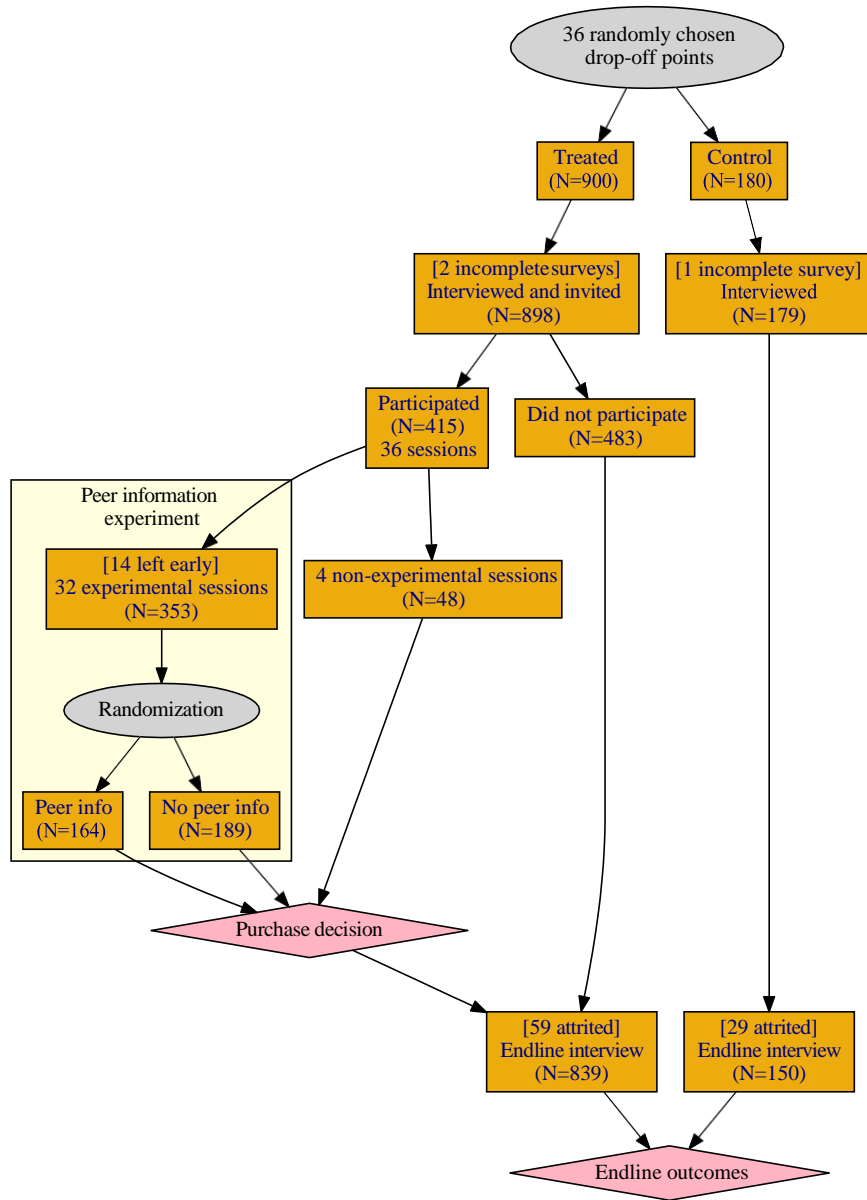 36 randomly chosen
drop-off points
Treated
(N=900)
Control
(N=180)
[2 incomplete surveys]
Interviewed and invited
(N=898)
[1 incomplete survey]
Interviewed
(N=179)
Participated
(N=415)
36 sessions
Did not participate
(N=483)
Peer information
experiment
[14 left early]
32 experimental sessions
(N=353)
4 non-experimental sessions
(N=48)
Randomization
Peer info
(N=164)
No peer info
(N=189)
Purchase decision
[59 attrited]
Endline interview
(N=839)
[29 attrited]
Endline interview
(N=150)
Endline outcomes